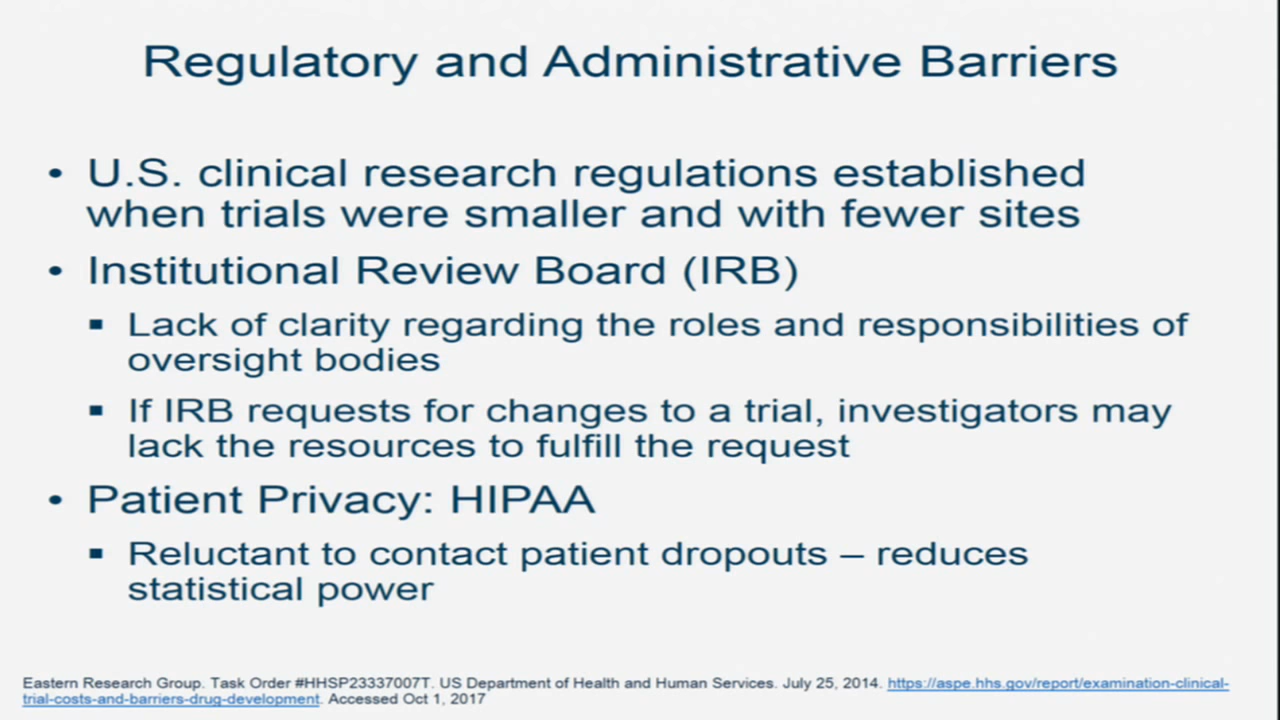 Regulatory and Administrative Barriers
• U.S. clinical research regulations established
when trials were smaller and with fewer sites
• Institutional Review Board (IRB)
▪ Lack of clarity regarding the roles and responsibilities of
oversight bodies
▪ If IRB requests for changes to a trial, investigators may
lack the resources to fulfill the request
• Patient Privacy: HIPAA
▪ Reluctant to contact patient dropouts – reduces
statistical power
Eastern Research Group. Task Order #HHSP23337007T. US Department of Health and Human Services. July 25, 2014. https://aspe.hhs.gov/report/examination-clinical-
trial-costs-and-barriers-drug-development. Accessed Oct 1, 2017